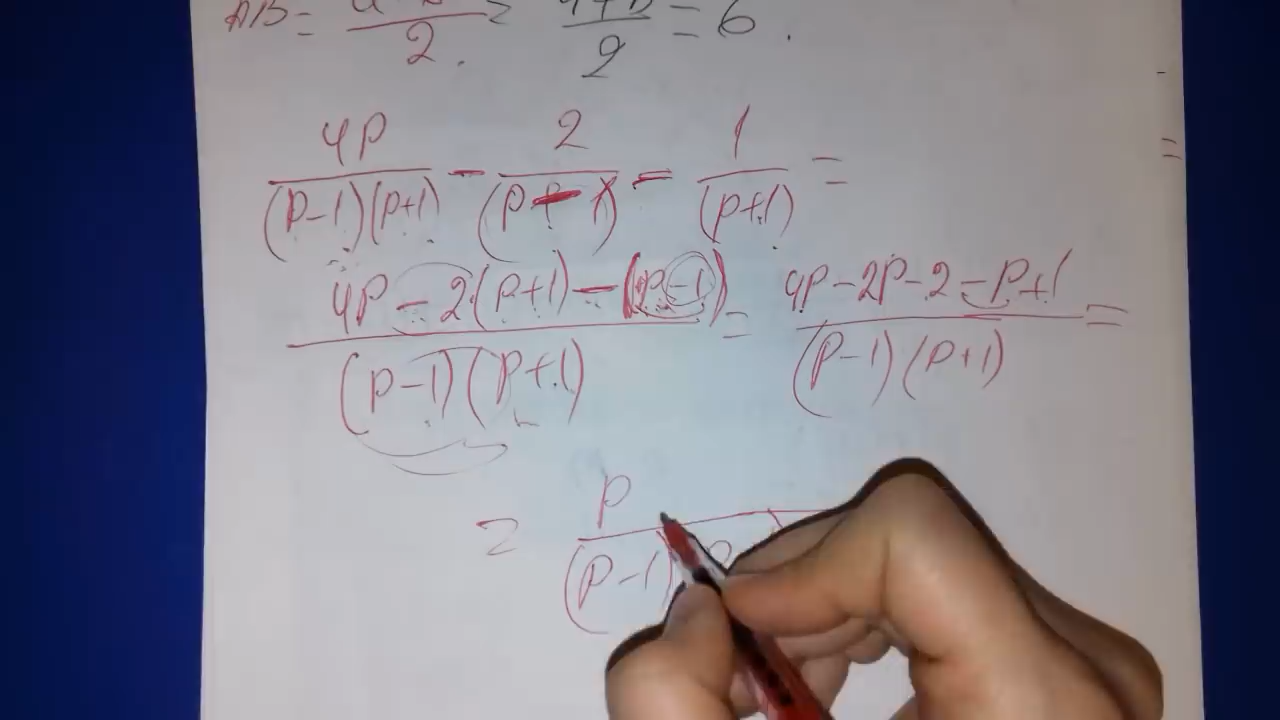 AB = —/2 = —/2 = 6.
4p/((p-1)(p+1)) - 2/(p-1) - 1/(p+1) =
(4p-2(p+1)-(p-1))/((p-1)(p+1)) = (4p-2p-2-p+1)/((p-1)(p+1)) =
= p/(p-1)